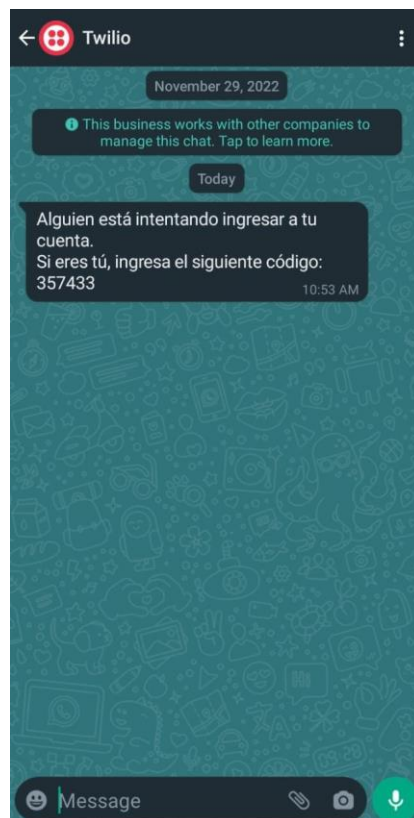 Twilio
November 29, 2022
This business works with other companies to
manage this chat. Tap to learn more.
Today
Alguien está intentando ingresar a tu
cuenta.
Si eres tú, ingresa el siguiente código:
357433
10:53 AM
Message